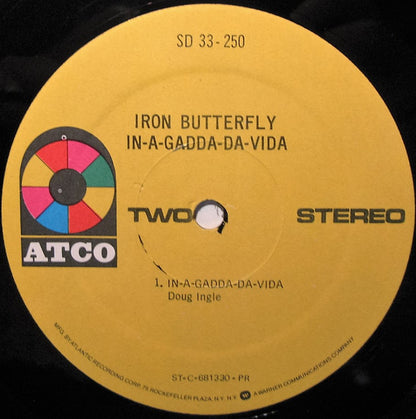 SD 33-250
IRON BUTTERFLY
IN-A-GADDA-DA-VIDA
TWO
STEREO
ATCO
1. IN-A-GADDA-DA-VIDA
Doug Ingle
ST-C-681330-PR
MFG. BY ATLANTIC RECORDING CORP. 75 ROCKEFELLER PLAZA, N.Y. N.Y. W A WARNER COMMUNICATIONS COMPANY